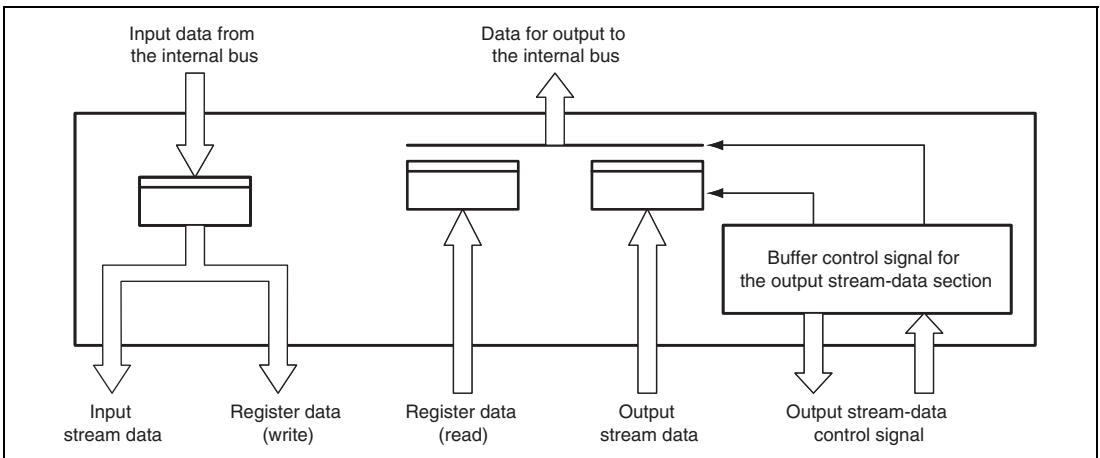 Input data from
the internal bus
Data for output to
the internal bus
Buffer control signal for
the output stream-data section
Input
stream data
Register data
(write)
Register data
(read)
Output
stream data
Output stream-data
control signal